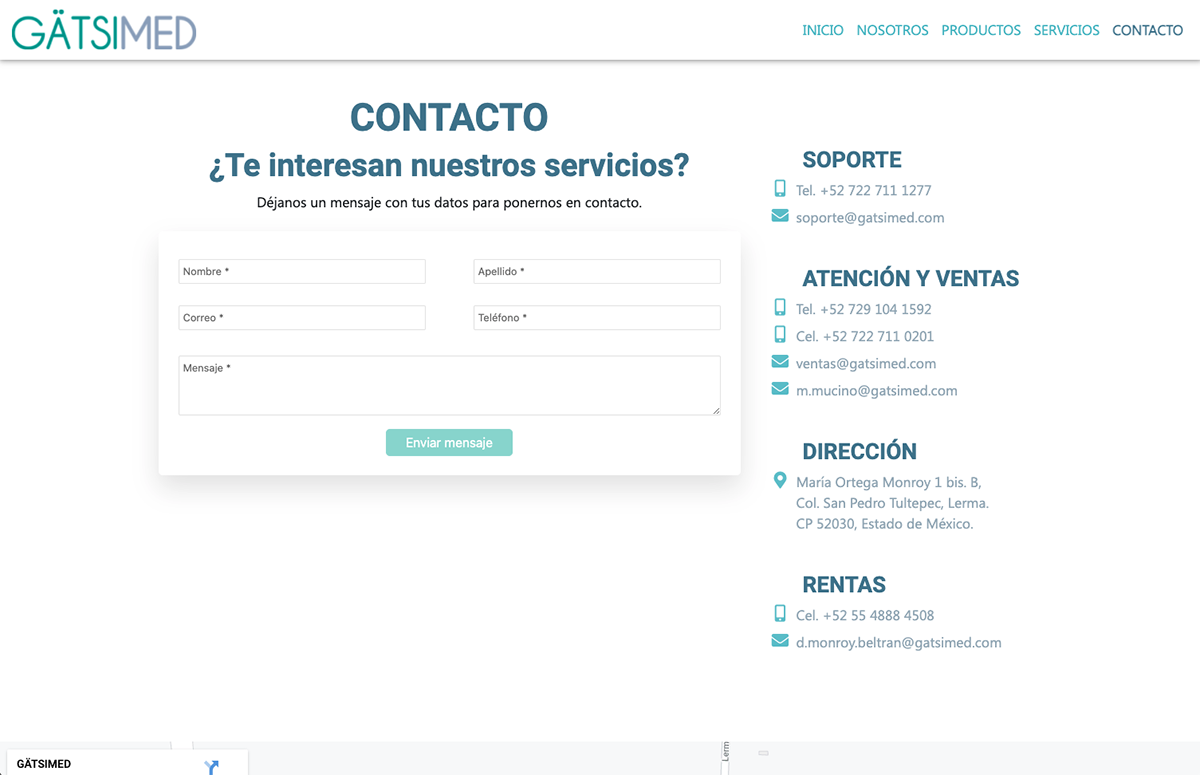 GÄTSIMED
INICIO NOSOTROS PRODUCTOS SERVICIOS CONTACTO
CONTACTO
¿Te interesan nuestros servicios?
Déjanos un mensaje con tus datos para ponernos en contacto.
Nombre *
Apellido *
Correo *
Teléfono *
Mensaje *
Enviar mensaje
SOPORTE
Tel. +52 722 711 1277
soporte@gatsimed.com
ATENCIÓN Y VENTAS
Tel. +52 729 104 1592
Cel. +52 722 711 0201
ventas@gatsimed.com
m.mucino@gatsimed.com
DIRECCIÓN
María Ortega Monroy 1 bis. B,
Col. San Pedro Tultepec, Lerma.
CP 52030, Estado de México.
RENTAS
Cel. +52 55 4888 4508
d.monroy.beltran@gatsimed.com
GÄTSIMED
Lerm